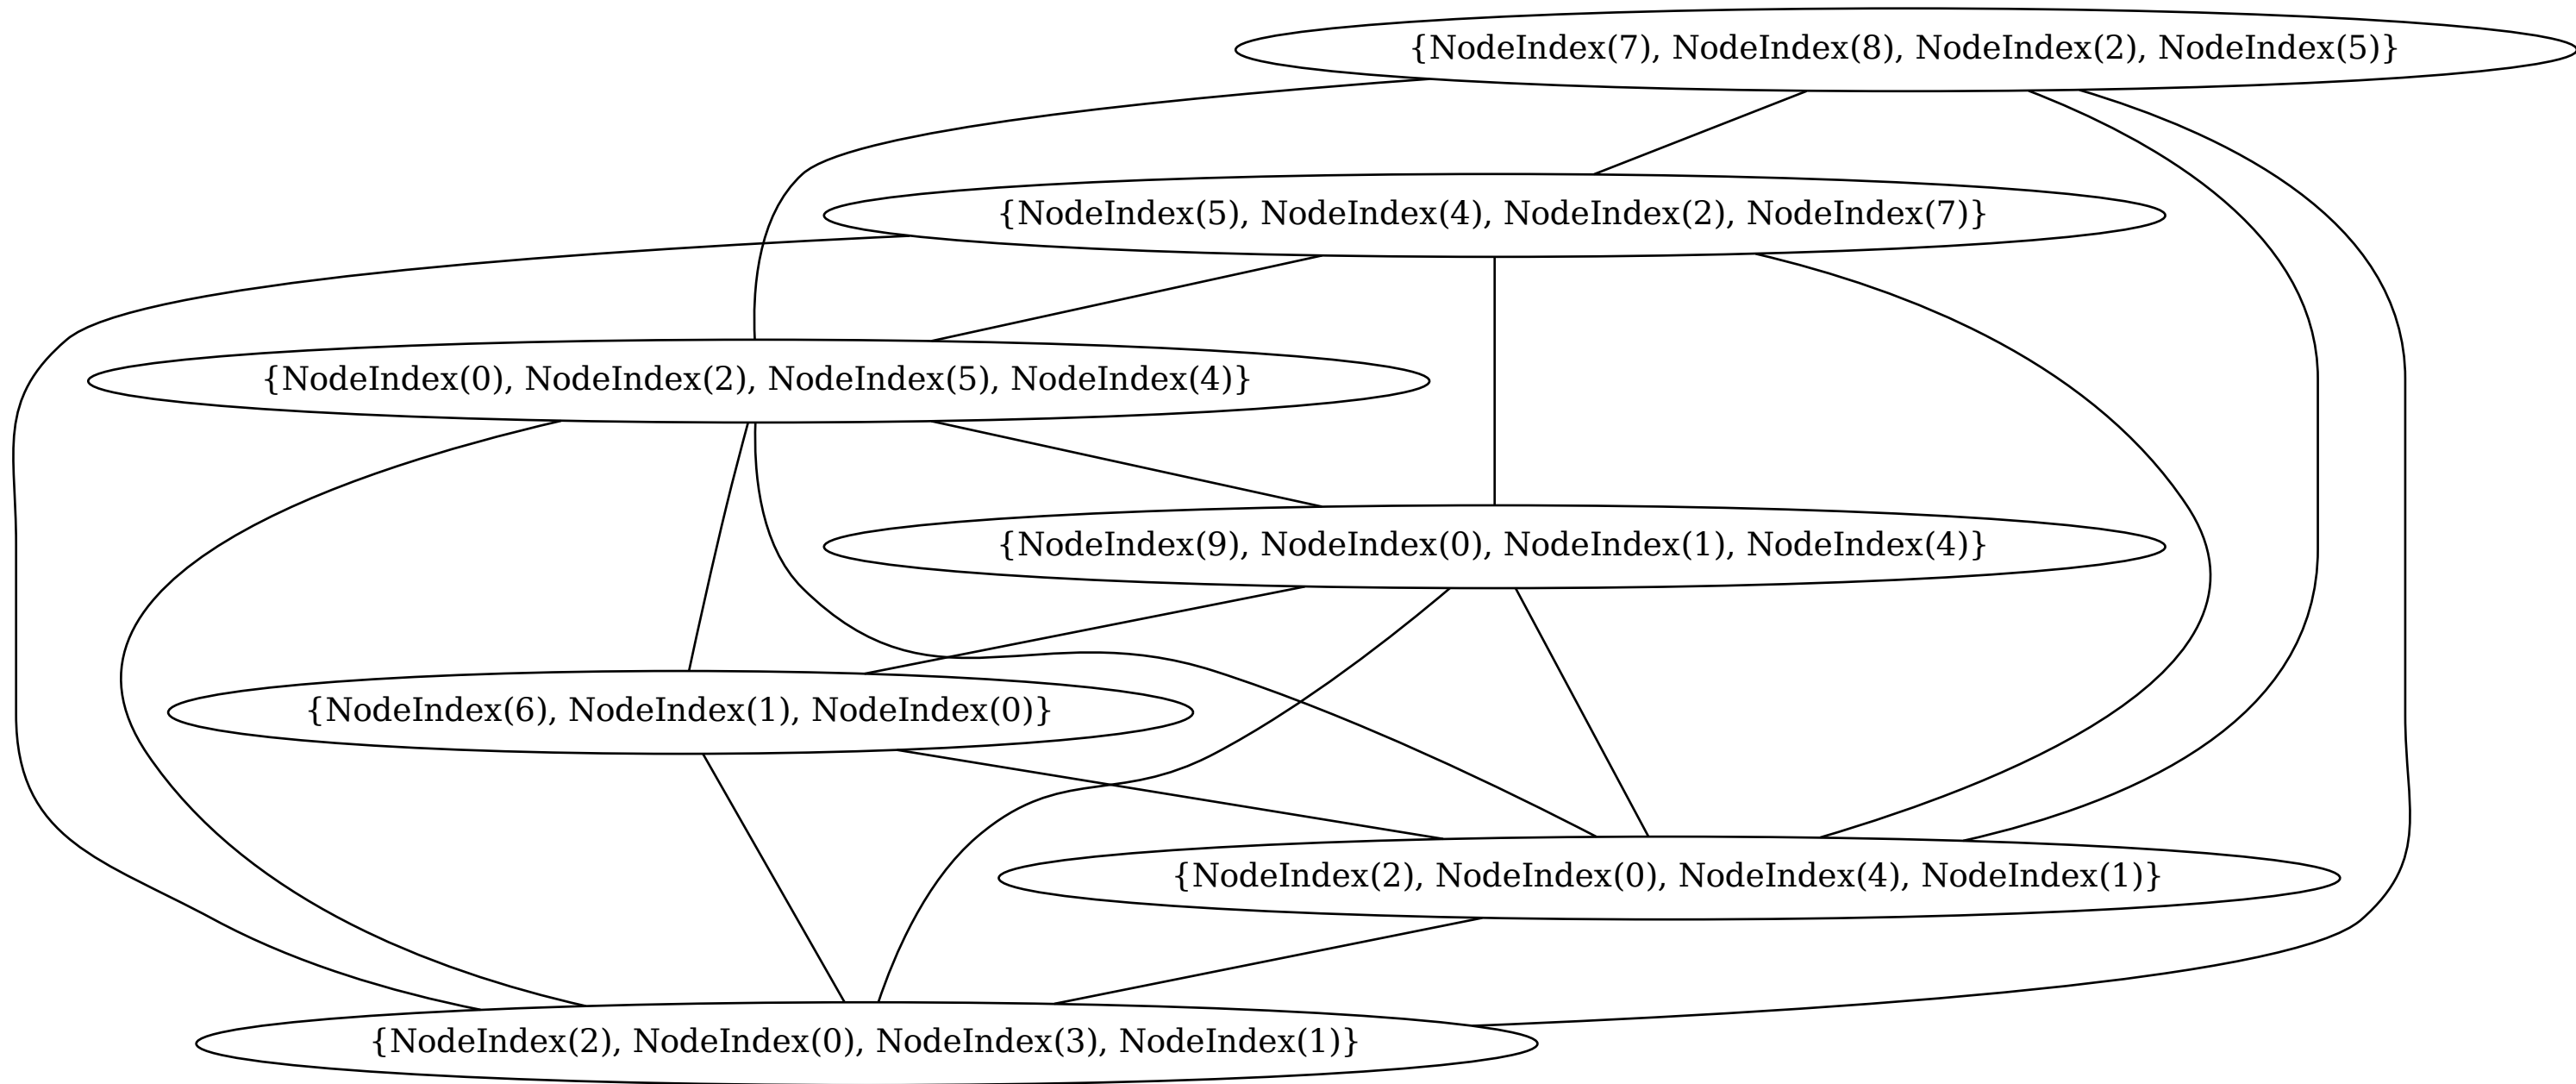 {NodeIndex(7), NodeIndex(8), NodeIndex(2), NodeIndex(5)}
{NodeIndex(5), NodeIndex(4), NodeIndex(2), NodeIndex(7)}
{NodeIndex(0), NodeIndex(2), NodeIndex(5), NodeIndex(4)}
{NodeIndex(9), NodeIndex(0), NodeIndex(1), NodeIndex(4)}
{NodeIndex(6), NodeIndex(1), NodeIndex(0)}
{NodeIndex(2), NodeIndex(0), NodeIndex(4), NodeIndex(1)}
{NodeIndex(2), NodeIndex(0), NodeIndex(3), NodeIndex(1)}